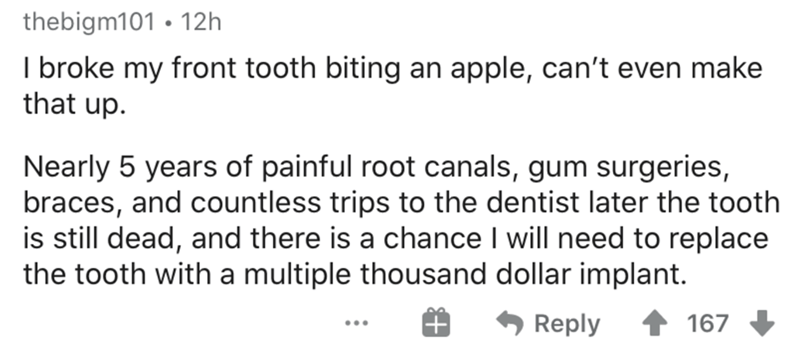 thebigm101 • 12h
I broke my front tooth biting an apple, can't even make
that up.
Nearly 5 years of painful root canals, gum surgeries,
braces, and countless trips to the dentist later the tooth
is still dead, and there is a chance I will need to replace
the tooth with a multiple thousand dollar implant.
... Reply 167